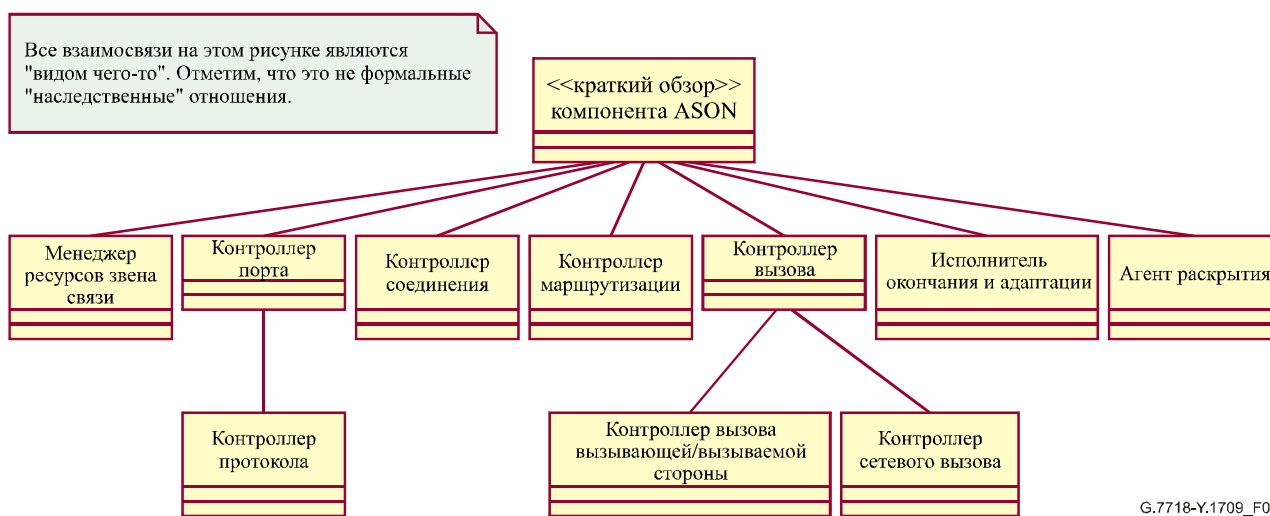 Все взаимосвязи на этом рисунке являются
"видом чего-то". Отметим, что это не формальные
"наследственные" отношения.
<<краткий обзор>>
компонента ASON
Менеджер
ресурсов звена
связи
Контроллер
порта
Контроллер
соединения
Контроллер
маршрутизации
Контроллер
вызова
Исполнитель
окончания и адаптации
Агент раскрытия
Контроллер
протокола
Контроллер вызова
вызывающей/вызываемой
стороны
Контроллер
сетевого вызова
G.7718-Y.1709_F0